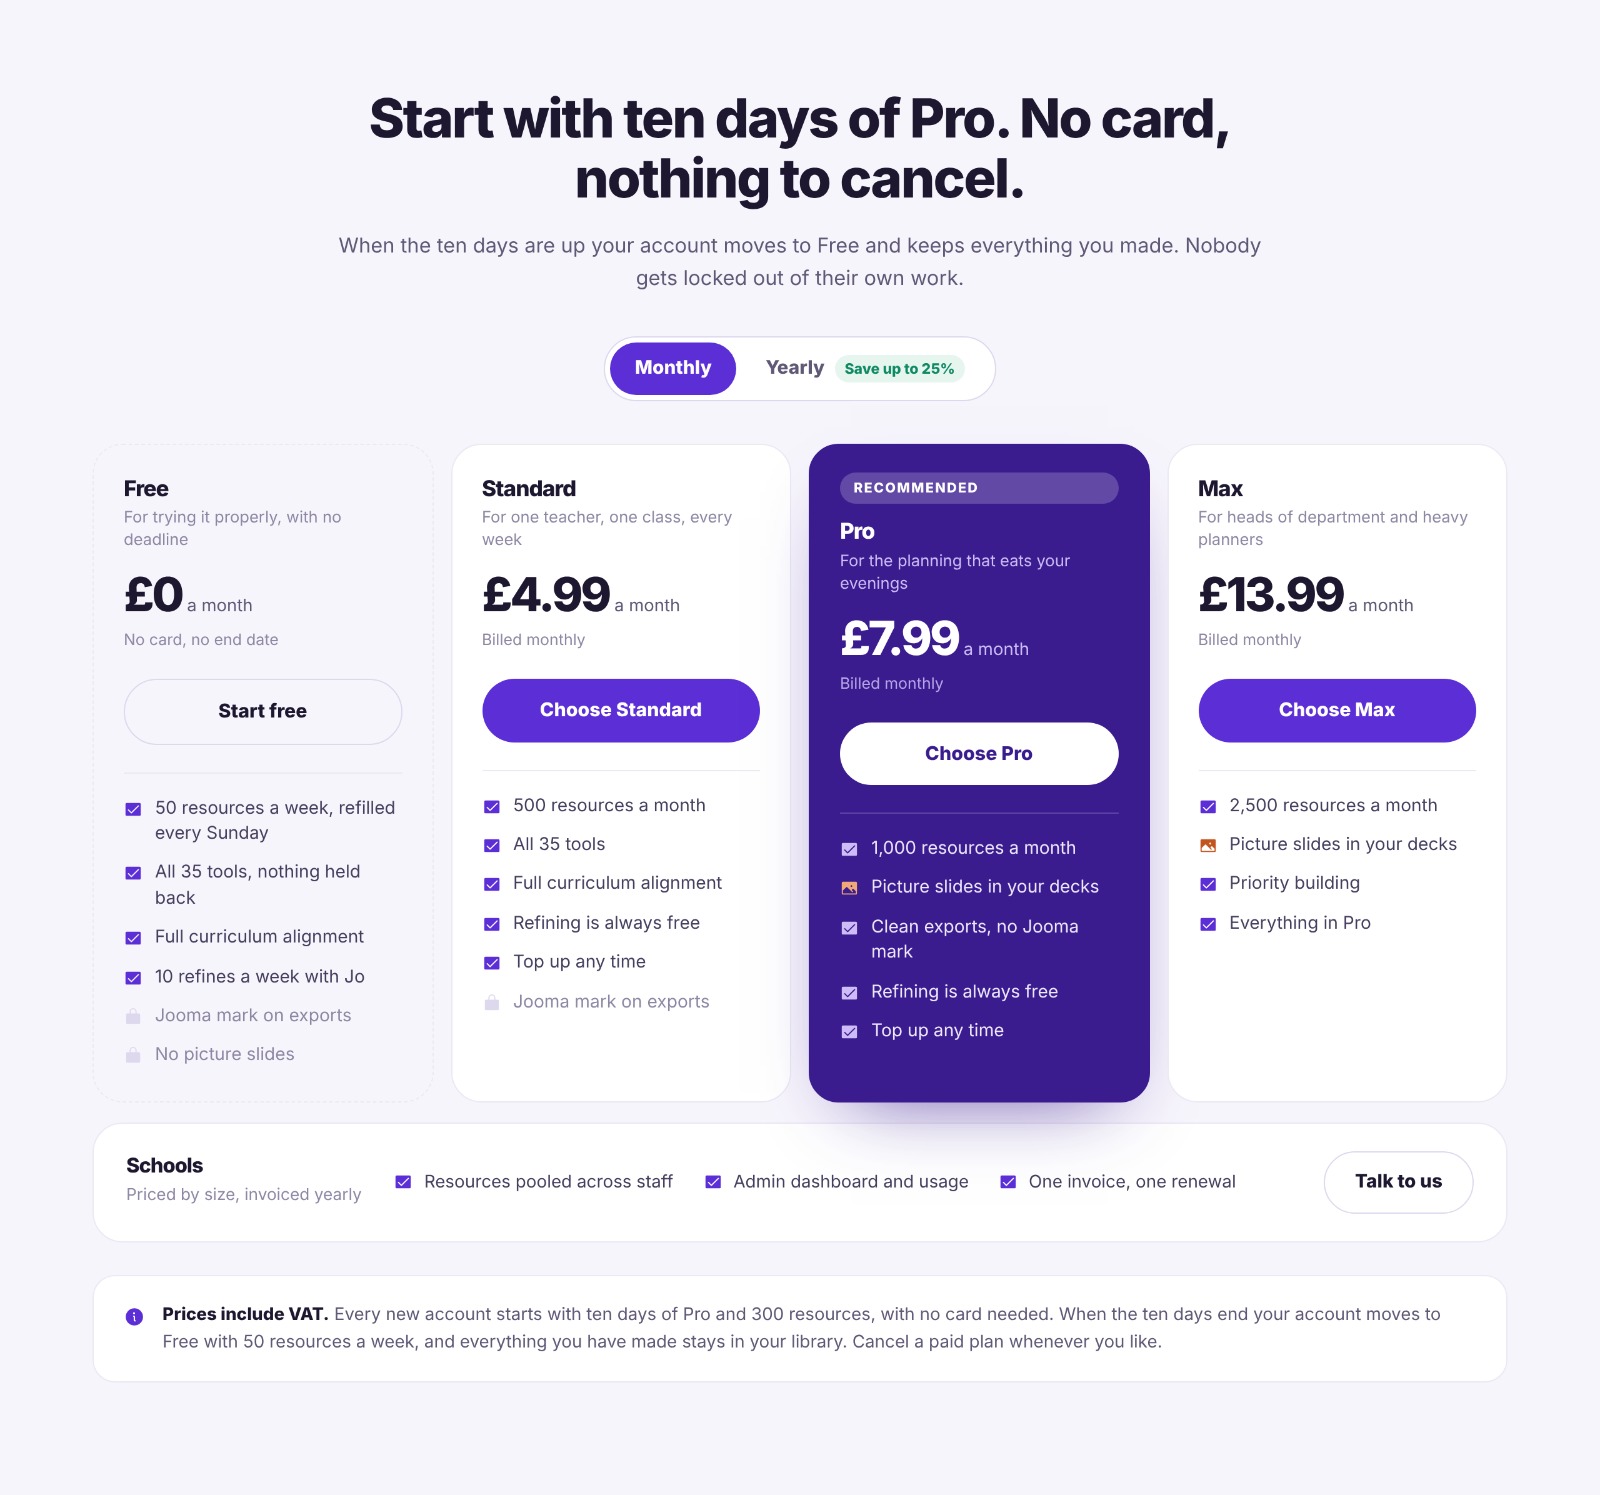 Start with ten days of Pro. No card,
nothing to cancel.
When the ten days are up your account moves to Free and keeps everything you made. Nobody
gets locked out of their own work.
Monthly
Yearly
Save up to 25%
Free
For trying it properly, with no
deadline
£0 a month
No card, no end date
Start free
50 resources a week, refilled
every Sunday
All 35 tools, nothing held
back
Full curriculum alignment
10 refines a week with Jo
Jooma mark on exports
No picture slides
Standard
For one teacher, one class, every
week
£4.99 a month
Billed monthly
Choose Standard
500 resources a month
All 35 tools
Full curriculum alignment
Refining is always free
Top up any time
Jooma mark on exports
RECOMMENDED
Pro
For the planning that eats your
evenings
£7.99 a month
Billed monthly
Choose Pro
1,000 resources a month
Picture slides in your decks
Clean exports, no Jooma
mark
Refining is always free
Top up any time
Max
For heads of department and heavy
planners
£13.99 a month
Billed monthly
Choose Max
2,500 resources a month
Picture slides in your decks
Priority building
Everything in Pro
Schools
Priced by size, invoiced yearly
Resources pooled across staff
Admin dashboard and usage
One invoice, one renewal
Talk to us
Prices include VAT. Every new account starts with ten days of Pro and 300 resources, with no card needed. When the ten days end your account moves to
Free with 50 resources a week, and everything you have made stays in your library. Cancel a paid plan whenever you like.